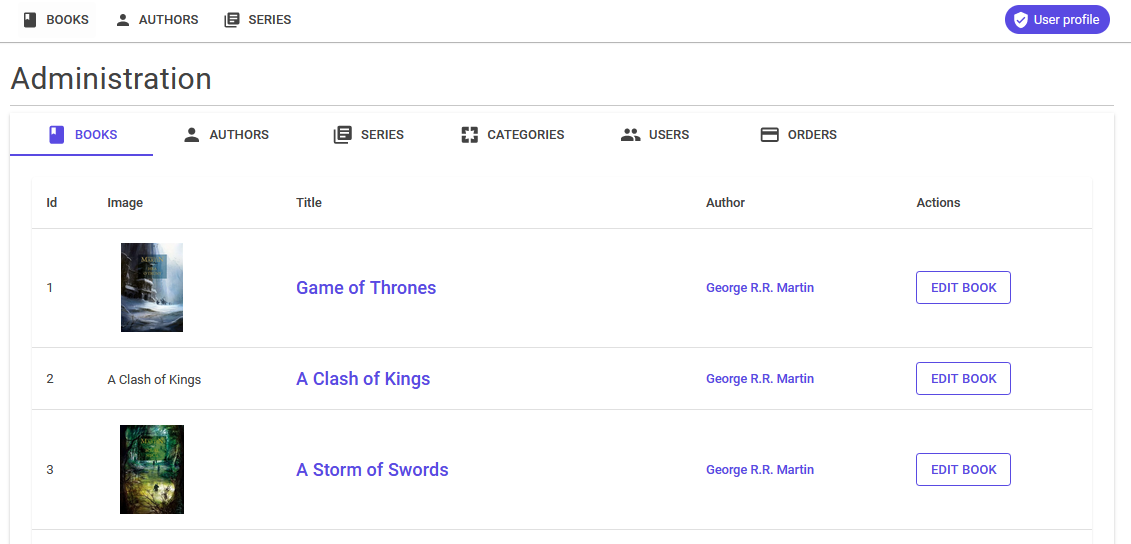 BOOKS AUTHORS SERIES User profile
Administration
BOOKS AUTHORS SERIES CATEGORIES USERS ORDERS
Id Image Title Author Actions
1 Game of Thrones George R.R. Martin EDIT BOOK
2 A Clash of Kings A Clash of Kings George R.R. Martin EDIT BOOK
3 A Storm of Swords George R.R. Martin EDIT BOOK